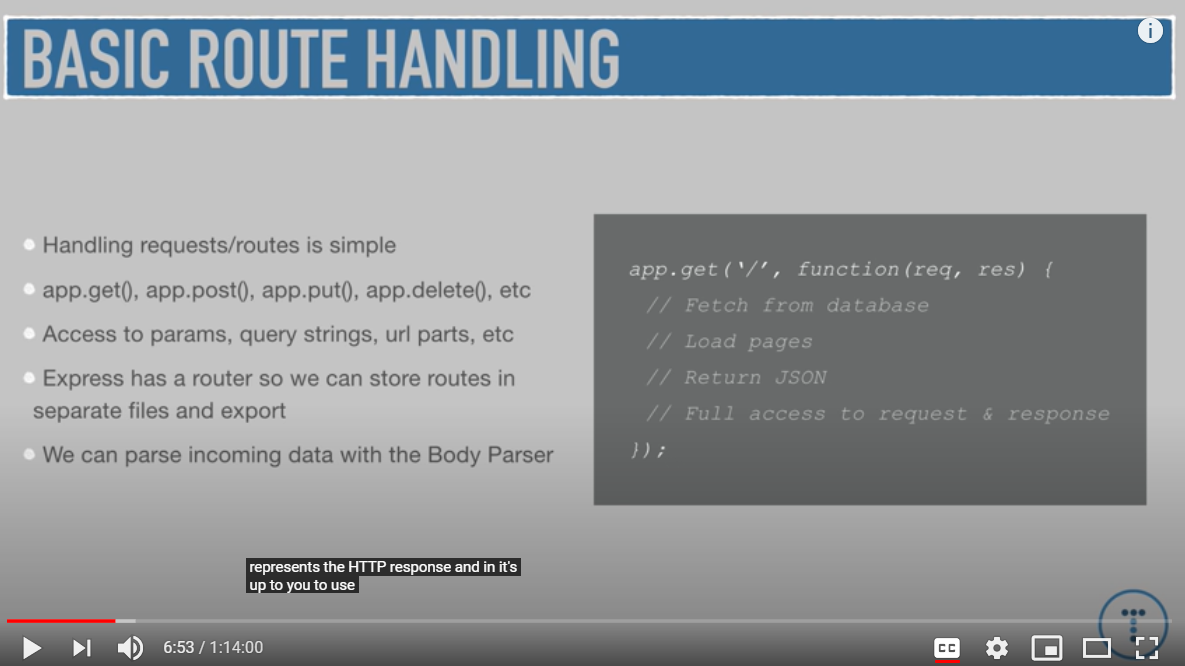 BASIC ROUTE HANDLING
i
Handling requests/routes is simple
app.get(), app.post(), app.put(), app.delete(), etc
Access to params, query strings, url parts, etc
Express has a router so we can store routes in
separate files and export
We can parse incoming data with the Body Parser
app.get(‘/’, function(req, res) {
// Fetch from database
// Load pages
// Return JSON
// Full access to request & response
});
represents the HTTP response and in it's
up to you to use
T
6:53 / 1:14:00
CC